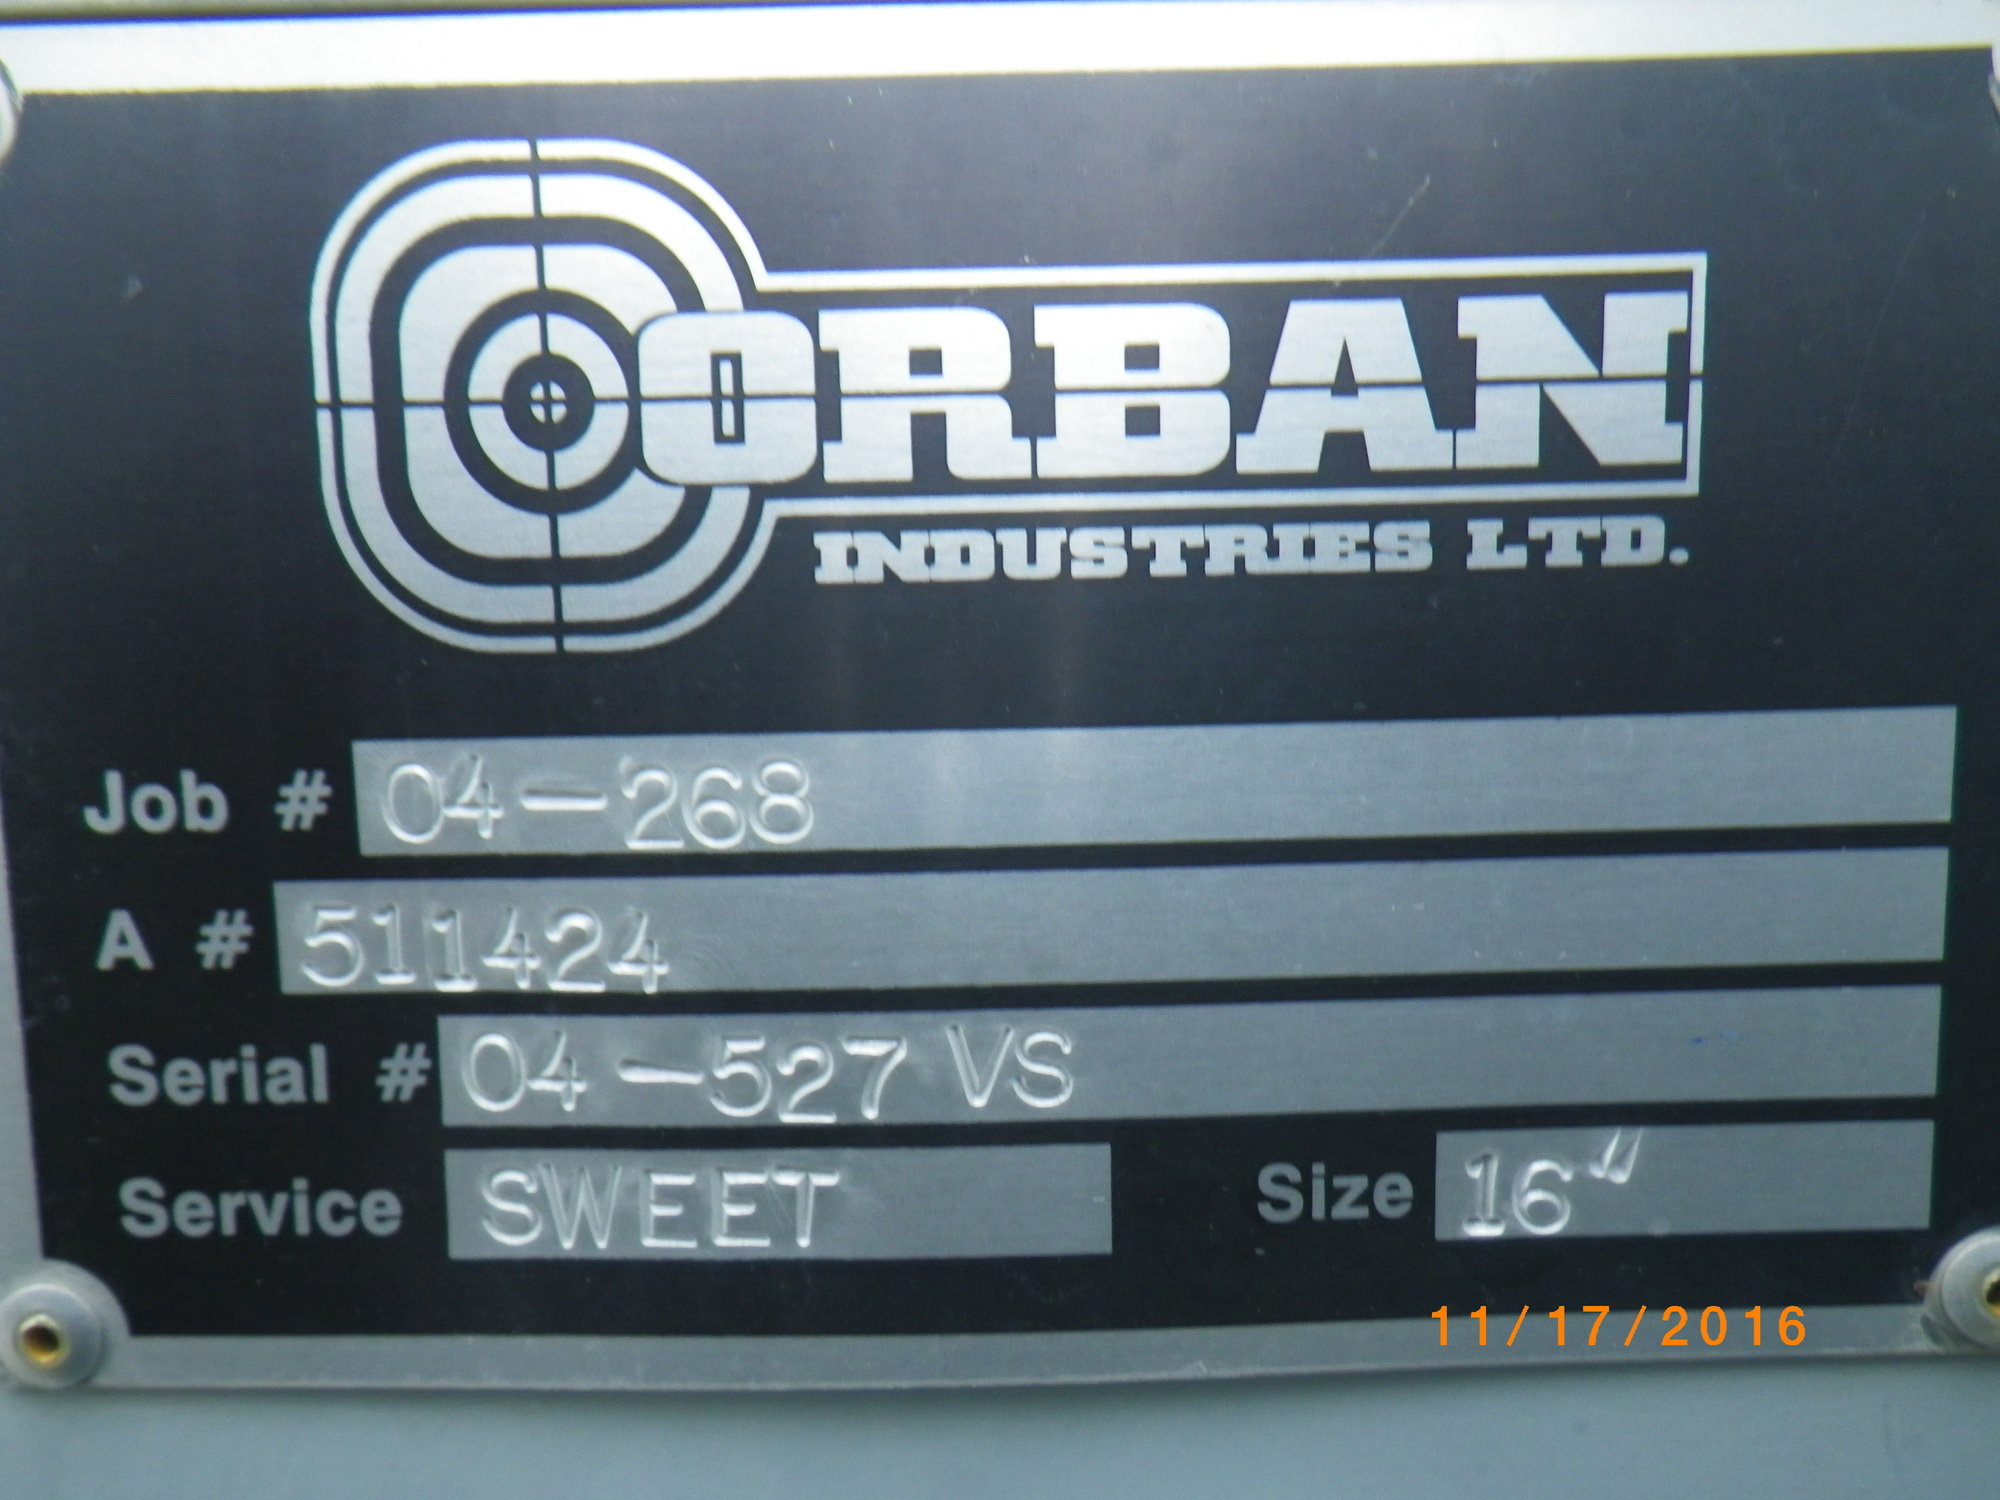 CORBAN
INDUSTRIES LTD.
Job # 04-268
A # 511424
Serial # 04-527 VS
Service SWEET Size 16"
11/17/2016